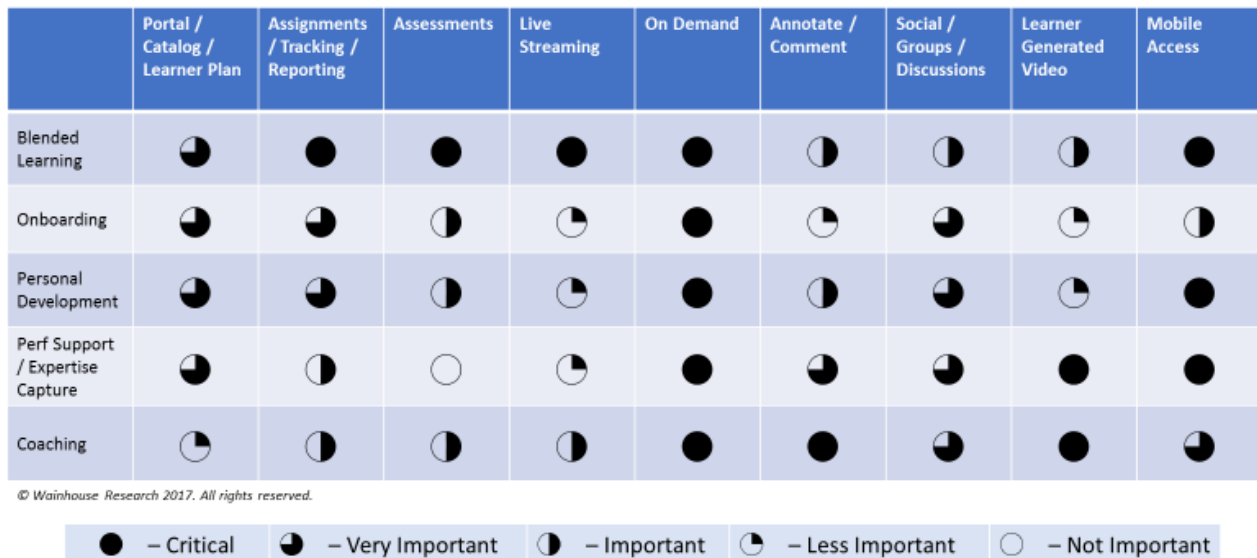 Portal /
Catalog /
Learner Plan
Assignments
/ Tracking /
Reporting
Assessments
Live
Streaming
On Demand
Annotate /
Comment
Social /
Groups /
Discussions
Learner
Generated
Video
Mobile
Access
Blended
Learning
Onboarding
Personal
Development
Perf Support
/ Expertise
Capture
Coaching
© Wainhouse Research 2017. All rights reserved.
– Critical – Very Important – Important – Less Important – Not Important